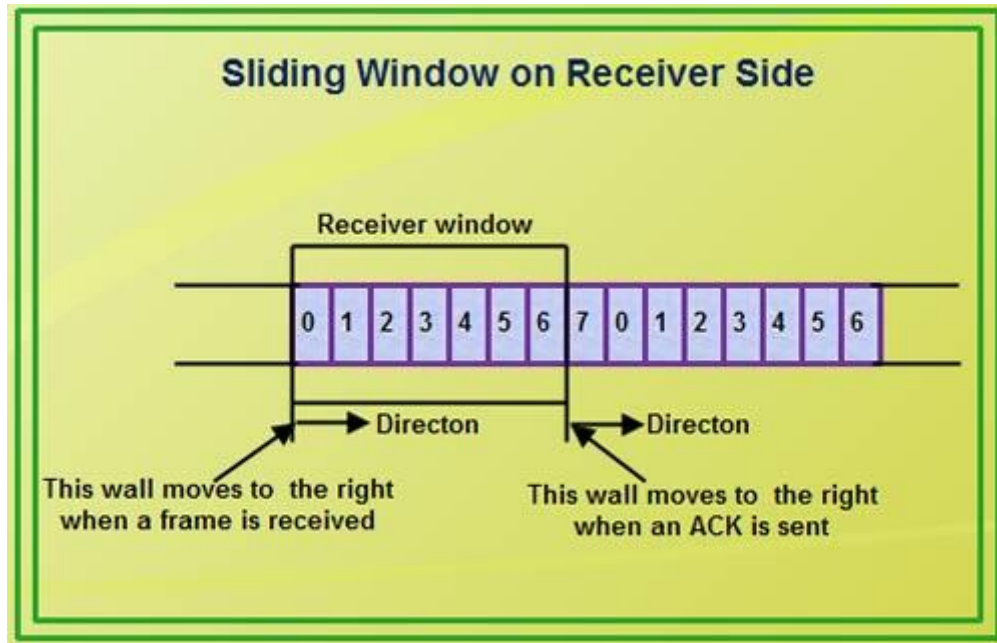 Sliding Window on Receiver Side
Receiver window
0 1 2 3 4 5 6 7 0 1 2 3 4 5 6
Directon
Directon
This wall moves to the right
when a frame is received
This wall moves to the right
when an ACK is sent